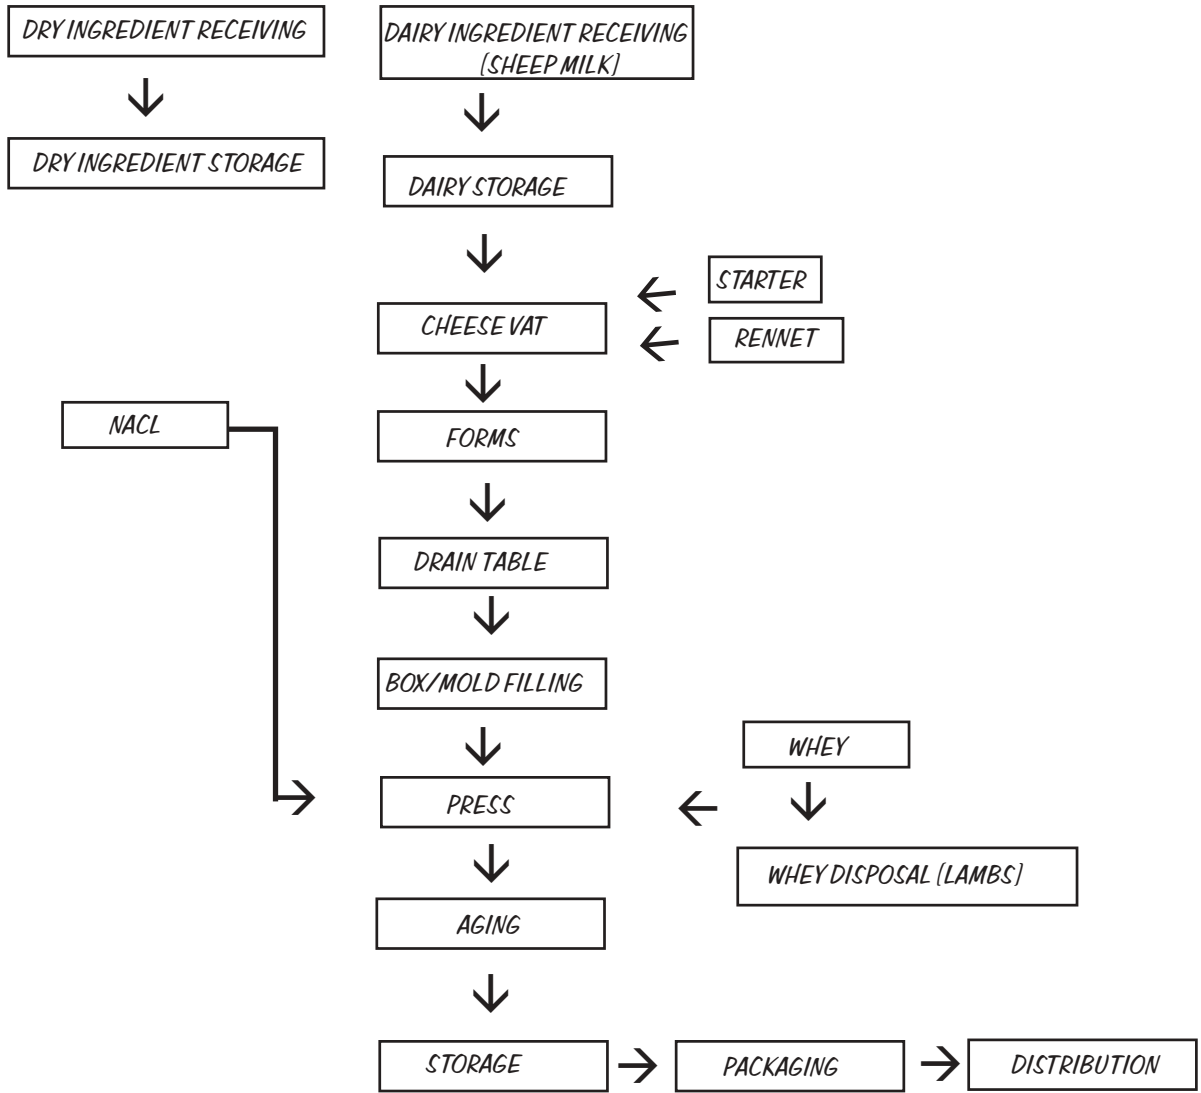 DRY INGREDIENT RECEIVING
DAIRY INGREDIENT RECEIVING
(SHEEP MILK)
DRY INGREDIENT STORAGE
DAIRY STORAGE
STARTER
CHEESE VAT
RENNET
NACL
FORMS
DRAIN TABLE
BOX/MOLD FILLING
WHEY
PRESS
WHEY DISPOSAL (LAMBS)
AGING
STORAGE
PACKAGING
DISTRIBUTION